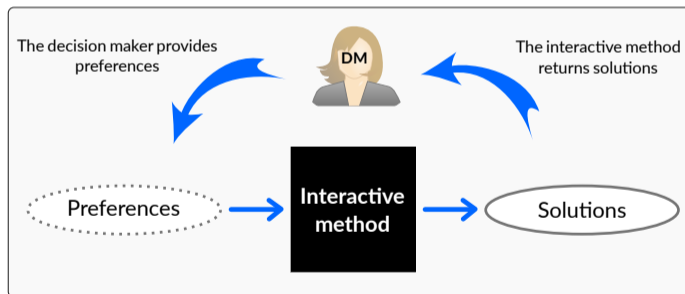 The decision maker provides
preferences
DM
The interactive method
returns solutions
Preferences
Interactive
method
Solutions